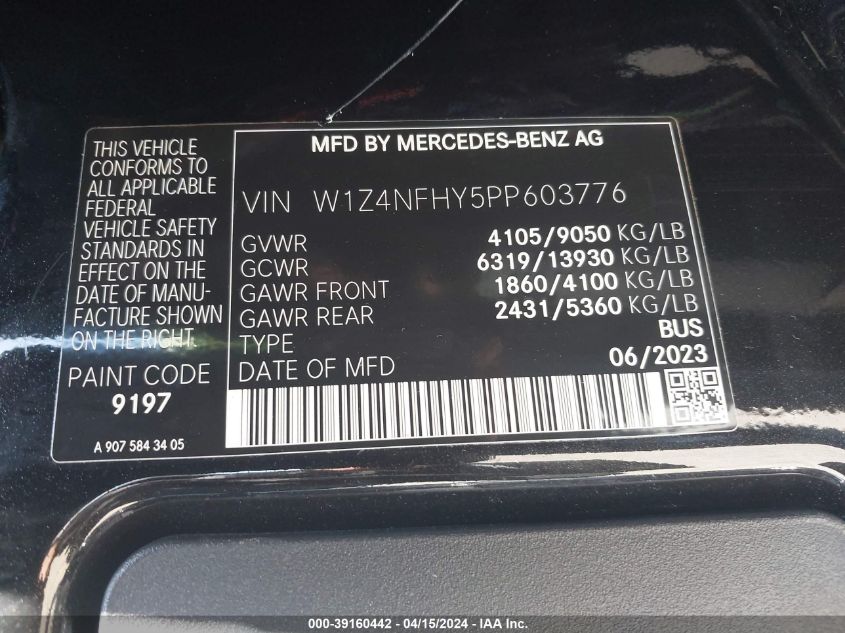 THIS VEHICLE
CONFORMS TO
ALL APPLICABLE
FEDERAL
VEHICLE SAFETY
STANDARDS IN
EFFECT ON THE
DATE OF MANU-
FACTURE SHOWN
ON THE RIGHT.
PAINT CODE
9197
A 907 584 34 05
MFD BY MERCEDES-BENZ AG
VIN W1Z4NFHY5PP603776
GVWR 4105/9050 KG/LB
GCWR 6319/13930 KG/LB
GAWR FRONT 1860/4100 KG/LB
GAWR REAR 2431/5360 KG/LB
TYPE BUS
DATE OF MFD 06/2023
000-39160442 - 04/15/2024 - IAA Inc.